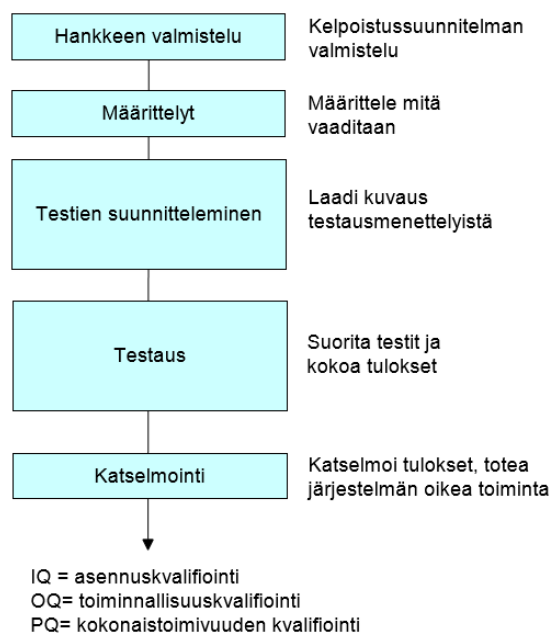 Hankkeen valmistelu
Kelpoistussuunnitelman
valmistelu
Määrittelyt
Määrittele mitä
vaaditaan
Testien suunnitteleminen
Laadi kuvaus
testausmenettelyistä
Testaus
Suorita testit ja
kokoa tulokset
Katselmointi
Katselmoi tulokset, totea
järjestelmän oikea toiminta
IQ = asennuskvalifiointi
OQ= toiminnallisuuskvalifiointi
PQ= kokonaistoimivuuden kvalifiointi